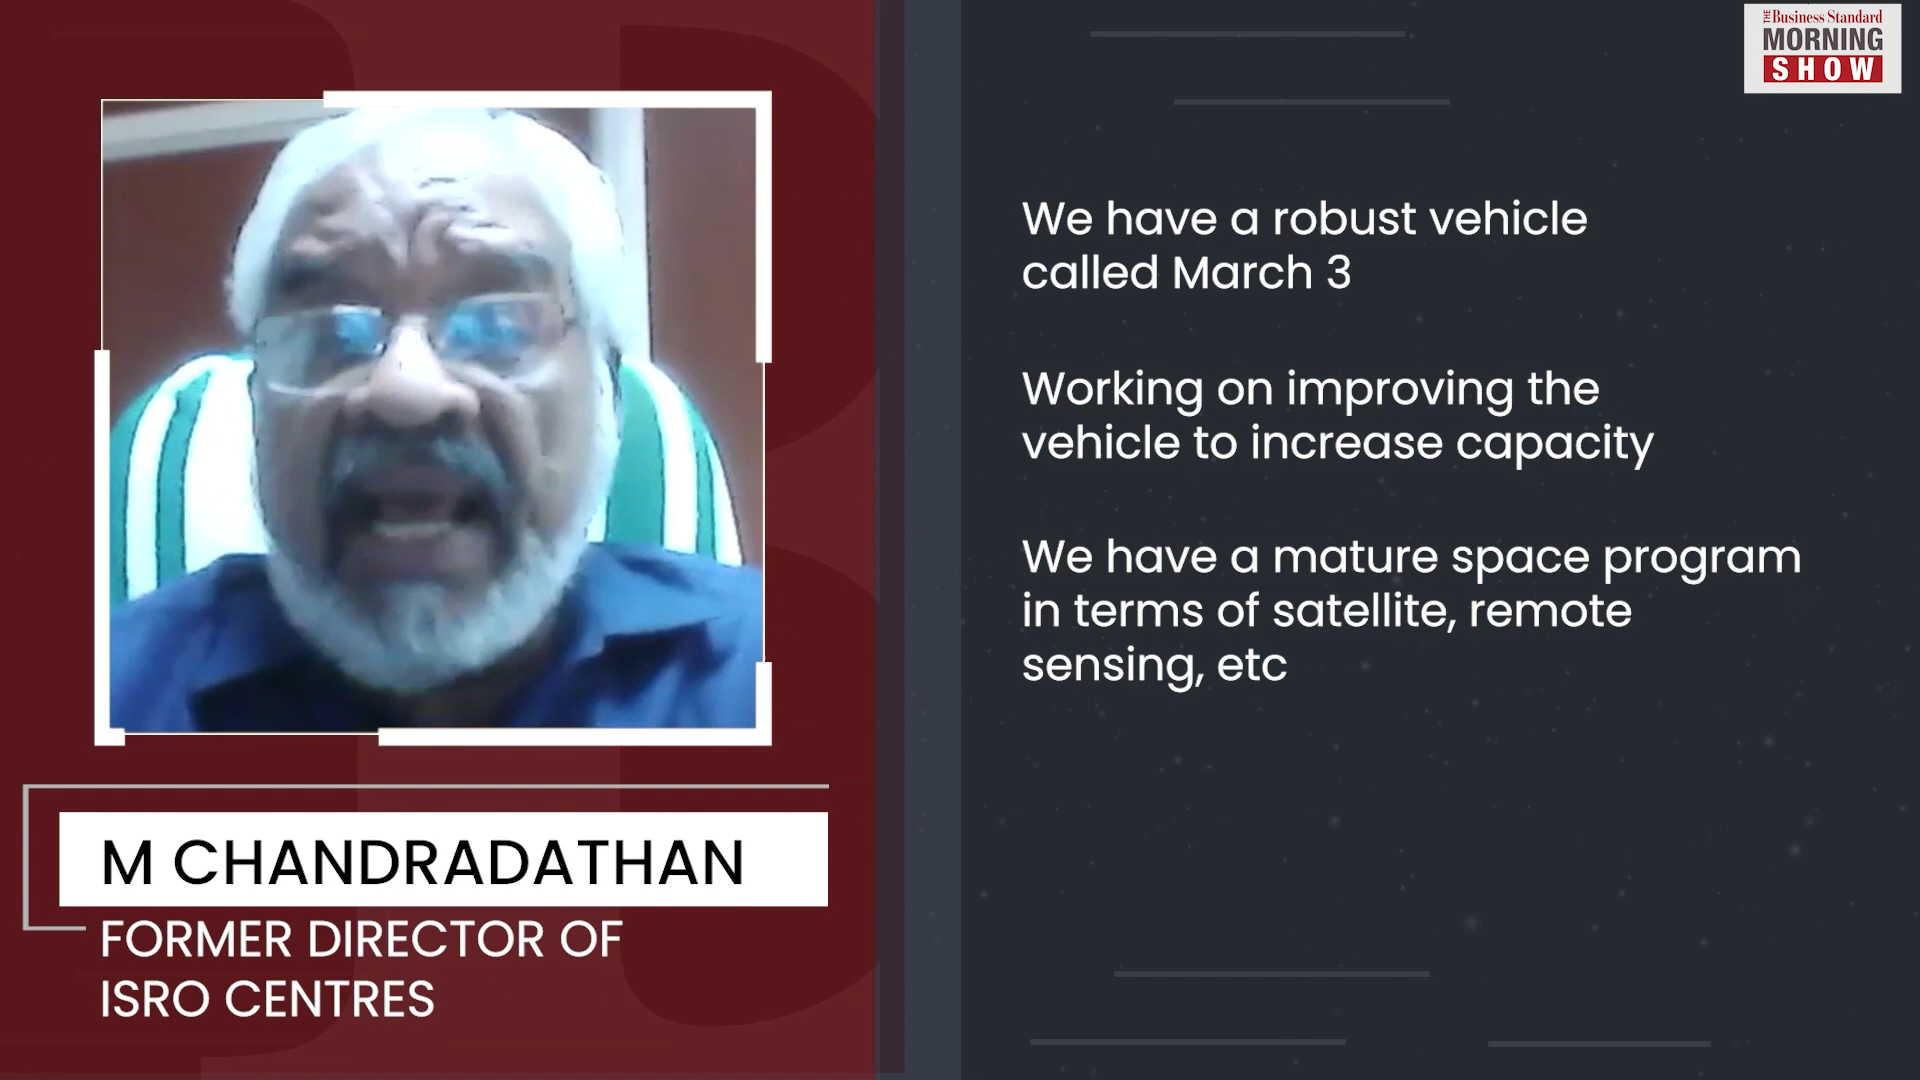 THE Business Standard
MORNING
SHOW
We have a robust vehicle
called March 3
Working on improving the
vehicle to increase capacity
We have a mature space program
in terms of satellite, remote
sensing, etc
M CHANDRADATHAN
FORMER DIRECTOR OF
ISRO CENTRES